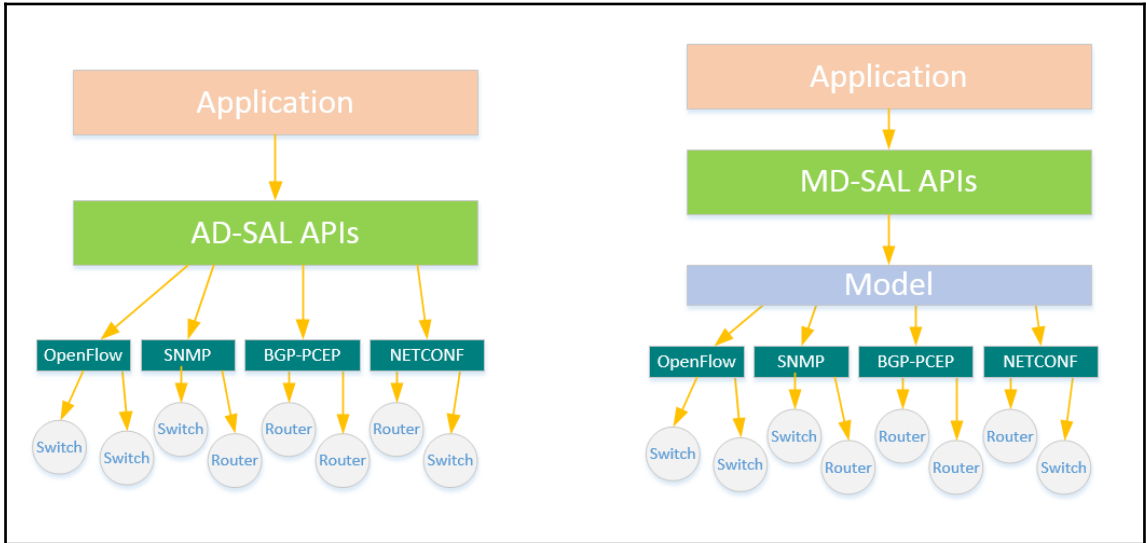 Application
AD-SAL APIs
OpenFlow
SNMP
BGP-PCEP
NETCONF
Switch
Switch
Switch
Router
Router
Router
Router
Switch
Application
MD-SAL APIs
Model
OpenFlow
SNMP
BGP-PCEP
NETCONF
Switch
Switch
Switch
Router
Router
Router
Router
Switch